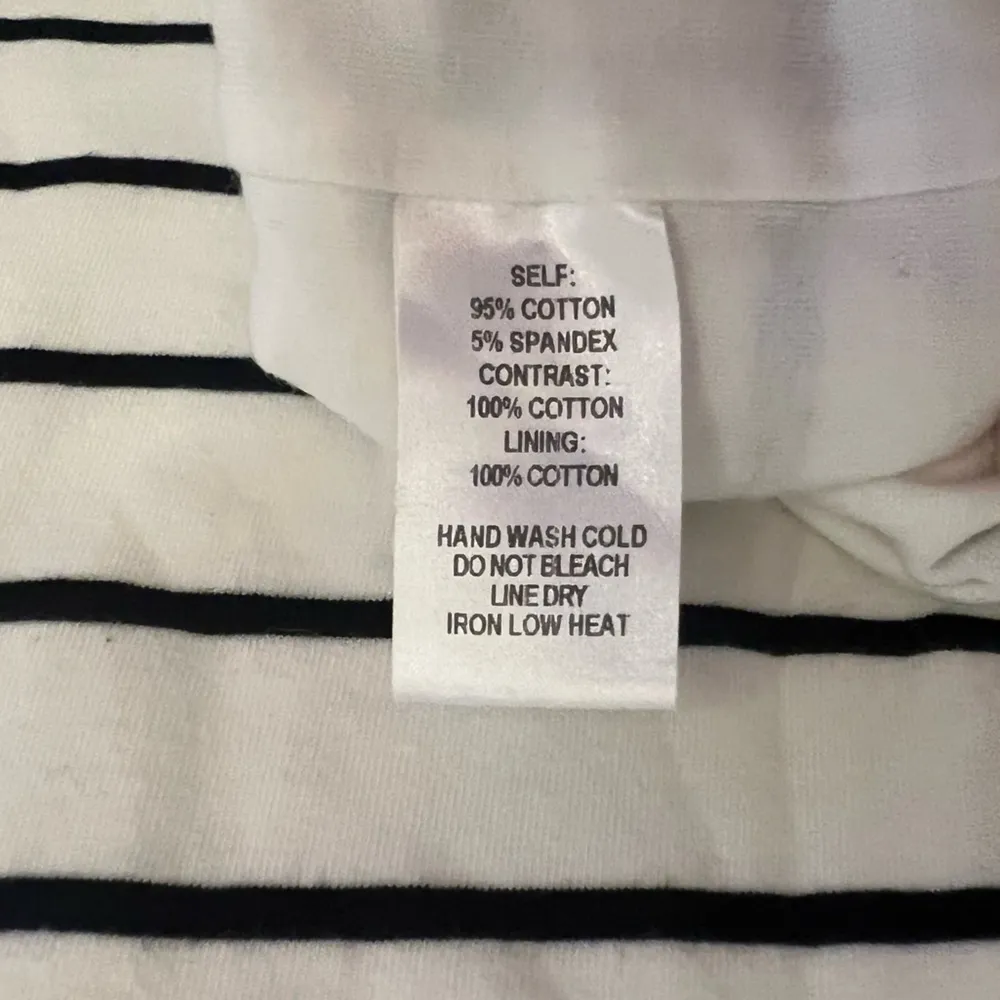 SELF:
95% COTTON
5% SPANDEX
CONTRAST:
100% COTTON
LINING:
100% COTTON
HAND WASH COLD
DO NOT BLEACH
LINE DRY
IRON LOW HEAT